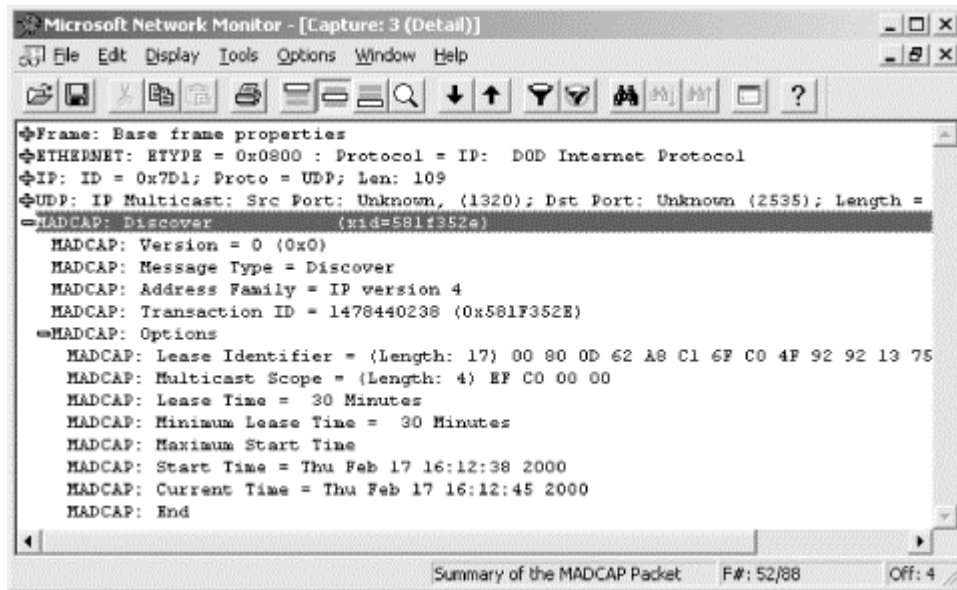 Microsoft Network Monitor - [Capture: 3 (Detail)]
File Edit Display Tools Options Window Help
Frame: Base frame properties
ETHERNET: ETYPE = 0x0800 : Protocol = IP: DOD Internet Protocol
IP: ID = 0x7D1; Proto = UDP; Len: 109
UDP: IP Multicast: Src Port: Unknown, (1320); Dst Port: Unknown (2535); Length =
MADCAP: Discover (xid=581f352e)
MADCAP: Version = 0 (0x0)
MADCAP: Message Type = Discover
MADCAP: Address Family = IP version 4
MADCAP: Transaction ID = 1478440238 (0x581F352E)
MADCAP: Options
MADCAP: Lease Identifier = (Length: 17) 00 80 0D 62 A8 C1 6F C0 4F 92 92 13 75
MADCAP: Multicast Scope = (Length: 4) EF C0 00 00
MADCAP: Lease Time = 30 Minutes
MADCAP: Minimum Lease Time = 30 Minutes
MADCAP: Maximum Start Time
MADCAP: Start Time = Thu Feb 17 16:12:38 2000
MADCAP: Current Time = Thu Feb 17 16:12:45 2000
MADCAP: End
Summary of the MADCAP Packet F#: 52/88 Off: 4